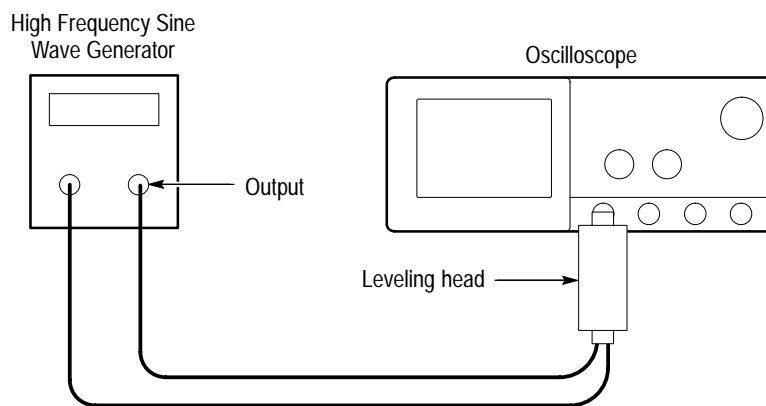 High Frequency Sine
Wave Generator
Oscilloscope
Output
Leveling head